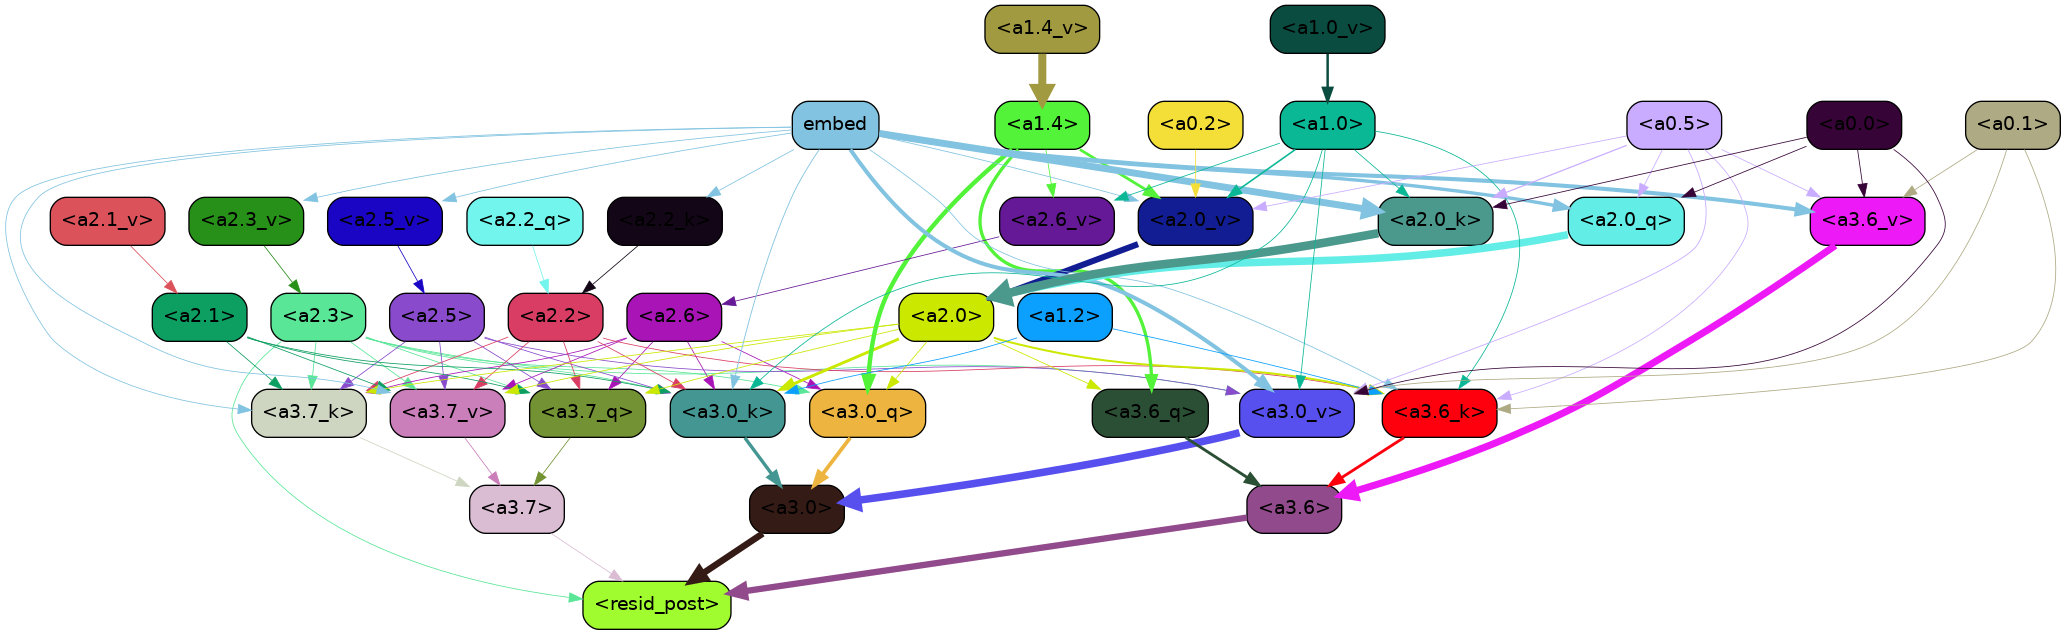 <a1.4_v> <a1.0_v>
embed <a1.4> <a0.2> <a1.0> <a0.5> <a0.0> <a0.1>
<a2.1_v> <a2.3_v> <a2.5_v> <a2.2_q> <a2.2_k> <a2.6_v> <a2.0_v> <a2.0_k> <a2.0_q> <a3.6_v>
<a2.1> <a2.3> <a2.5> <a2.2> <a2.6> <a2.0> <a1.2>
<a3.7_k> <a3.7_v> <a3.7_q> <a3.0_k> <a3.0_q> <a3.6_q> <a3.0_v> <a3.6_k>
<a3.7> <a3.0> <a3.6>
<resid_post>